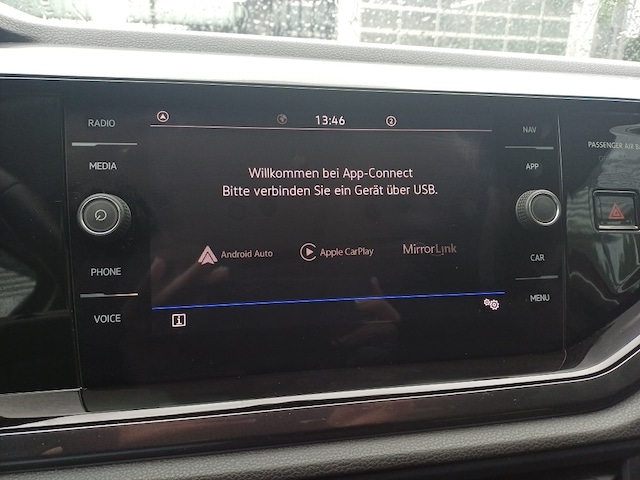 RADIO
MEDIA
PHONE
VOICE
13:46
Willkommen bei App-Connect
Bitte verbinden Sie ein Gerät über USB.
Android Auto
Apple CarPlay
MirrorLink
NAV
APP
CAR
MENU
PASSENGER AIR